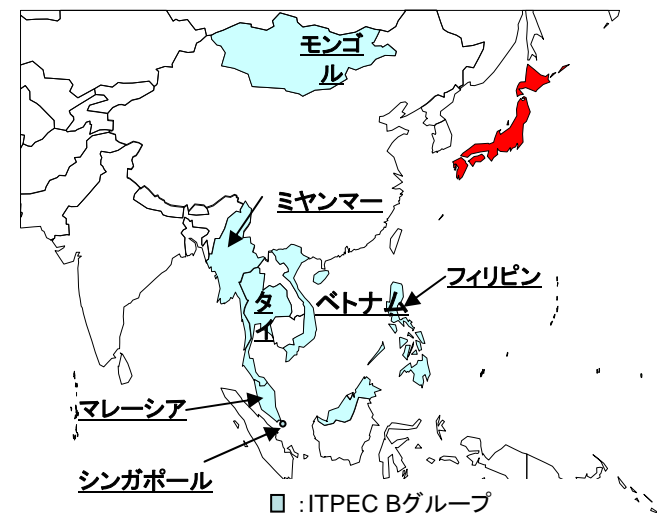 モンゴ
ル
ミヤンマー
フィリピン
タ
イ
ベトナム
マレーシア
シンガポール
:ITPEC Bグループ